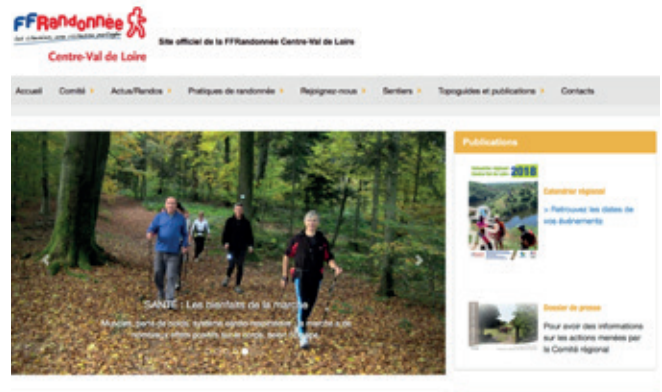 FFRandonnée
Centre-Val de Loire
Site officiel de la FFRandonnée Centre-Val de Loire
Accueil Comité Actus/Randos Pratiques de randonnée Rejoignez-nous Sentiers Topoguides et publications Contacts
Publications
2018
Calendrier régional
> Retrouvez les dates de
vos événements
SANTÉ : Les bienfaits de la marche
Dossier de presse
Pour avoir des informations
sur les actions menées par
le Comité régional